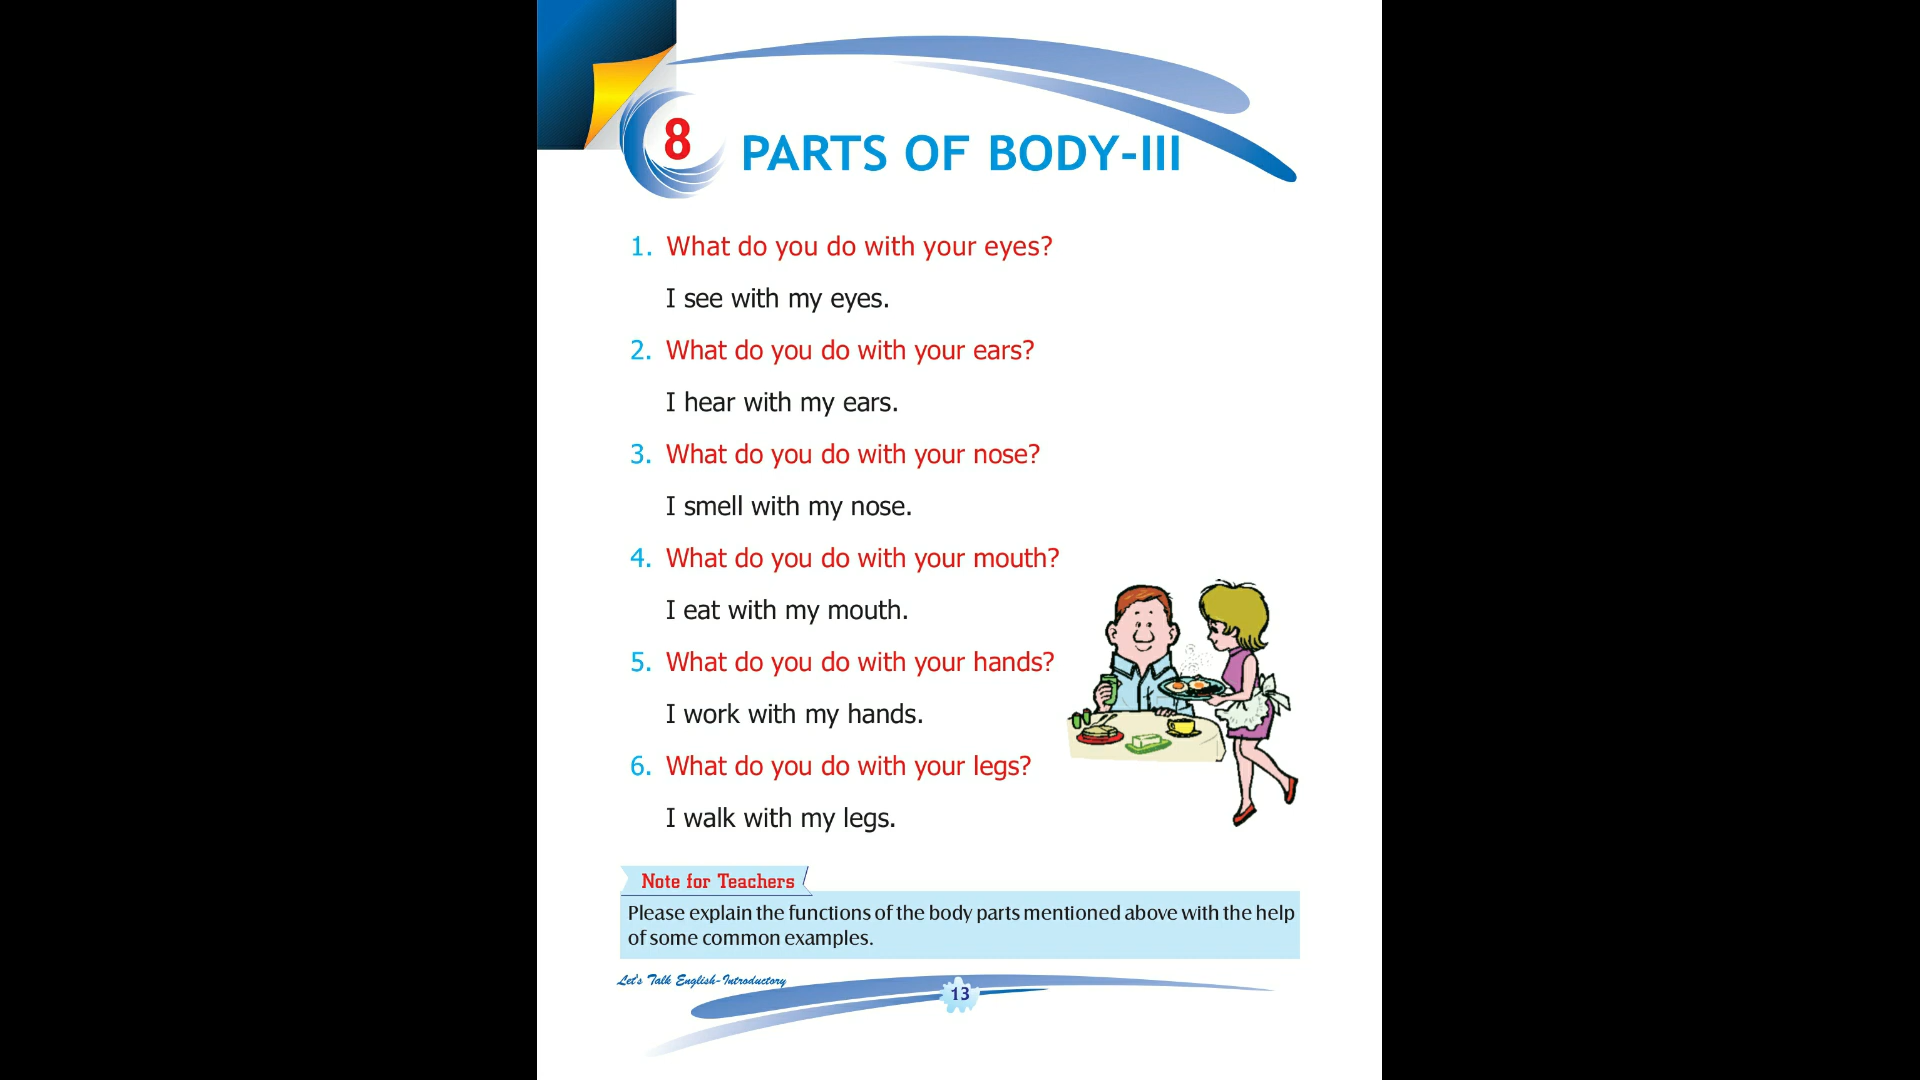 8
PARTS OF BODY-III
1. What do you do with your eyes?
I see with my eyes.
2. What do you do with your ears?
I hear with my ears.
3. What do you do with your nose?
I smell with my nose.
4. What do you do with your mouth?
I eat with my mouth.
5. What do you do with your hands?
I work with my hands.
6. What do you do with your legs?
I walk with my legs.
Note for Teachers
Please explain the functions of the body parts mentioned above with the help
of some common examples.
Let's Talk English-Introductory
13